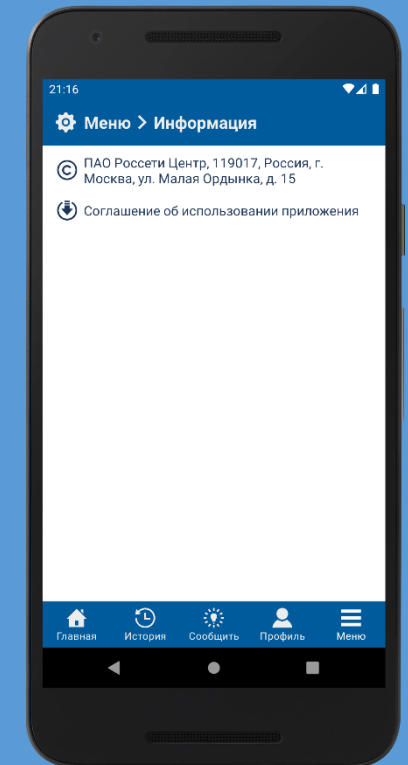 21:16
Меню > Информация
ПАО Россети Центр, 119017, Россия, г.
Москва, ул. Малая Ордынка, д. 15
Соглашение об использовании приложения
Главная История Сообщить Профиль Меню